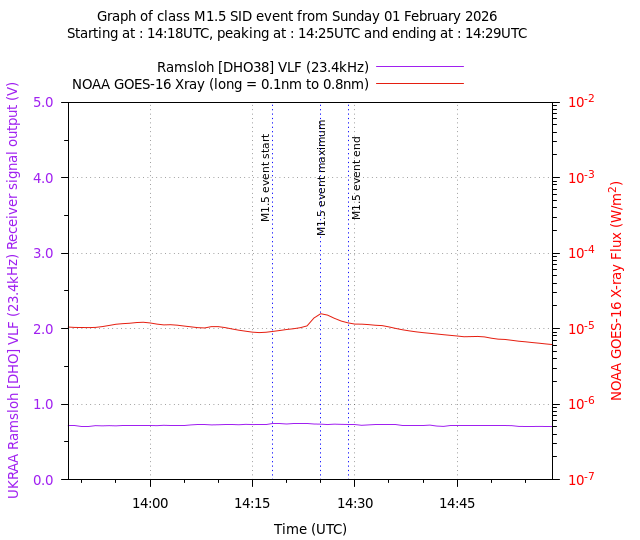 Graph of class M1.5 SID event from Sunday 01 February 2026
Starting at : 14:18UTC, peaking at : 14:25UTC and ending at : 14:29UTC
Ramsloh [DHO38] VLF (23.4kHz)
NOAA GOES-16 Xray (long = 0.1nm to 0.8nm)
UKRAA Ramsloh [DHO] VLF (23.4kHz) Receiver signal output (V)
5.0
4.0
3.0
2.0
1.0
0.0
M1.5 event start
M1.5 event maximum
M1.5 event end
10^-2
10^-3
10^-4
10^-5
10^-6
10^-7
NOAA GOES-16 X-ray Flux (W/m²)
14:00 14:15 14:30 14:45
Time (UTC)